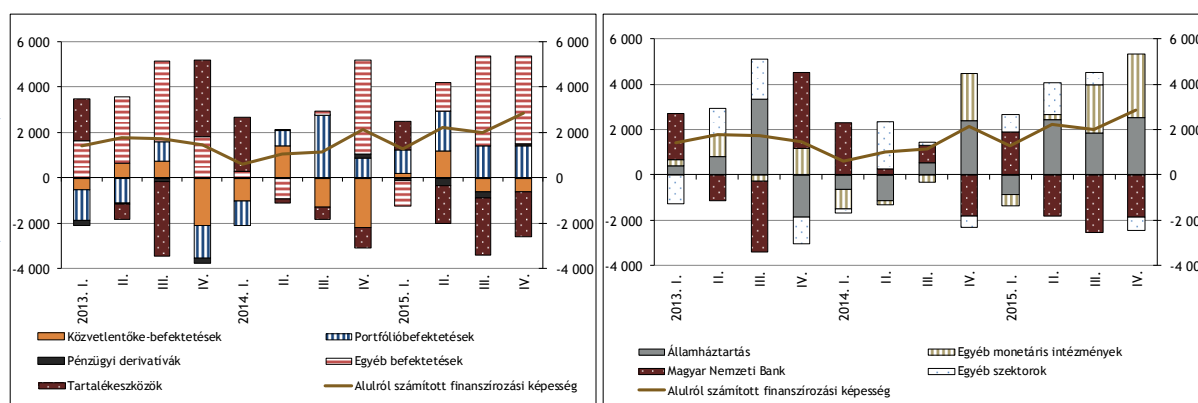 6 000
4 000
2 000
0
-2 000
-4 000
6 000
4 000
2 000
0
-2 000
-4 000
2013. I.
II.
III.
IV.
2014. I.
II.
III.
IV.
2015. I.
II.
III.
IV.
Közvetlentőke-befektetések
Portfólióbefektetések
Pénzügyi derivatívák
Egyéb befektetések
Tartalékeszközök
Alulról számított finanszírozási képesség
6 000
4 000
2 000
0
-2 000
-4 000
6 000
4 000
2 000
0
-2 000
-4 000
2013. I.
II.
III.
IV.
2014. I.
II.
III.
IV.
2015. I.
II.
III.
IV.
Államháztartás
Egyéb monetáris intézmények
Magyar Nemzeti Bank
Egyéb szektorok
Alulról számított finanszírozási képesség